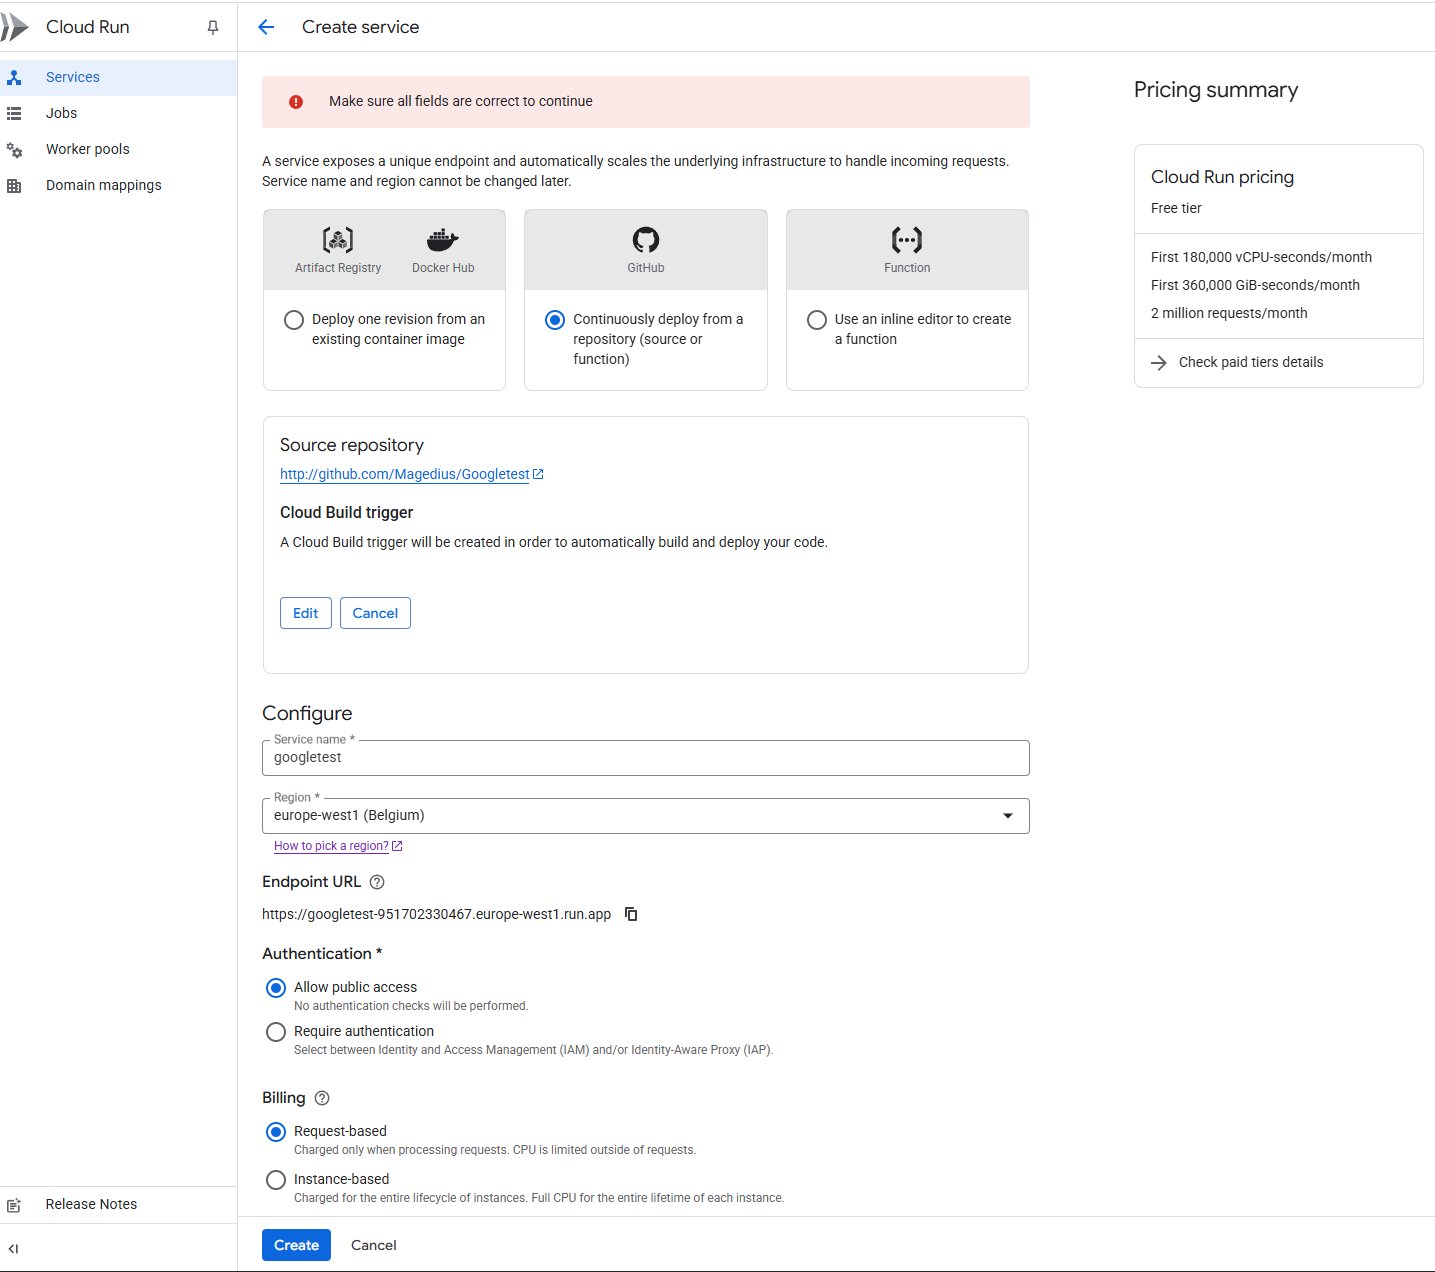 Cloud Run
Create service
Services
Jobs
Worker pools
Domain mappings
Release Notes
Make sure all fields are correct to continue
A service exposes a unique endpoint and automatically scales the underlying infrastructure to handle incoming requests.
Service name and region cannot be changed later.
Artifact Registry
Docker Hub
Deploy one revision from an
existing container image
GitHub
Continuously deploy from a
repository (source or
function)
Function
Use an inline editor to create
a function
Source repository
http://github.com/Magedius/Googletest
Cloud Build trigger
A Cloud Build trigger will be created in order to automatically build and deploy your code.
Edit
Cancel
Configure
Service name *
googletest
Region *
europe-west1 (Belgium)
How to pick a region?
Endpoint URL
https://googletest-951702330467.europe-west1.run.app
Authentication *
Allow public access
No authentication checks will be performed.
Require authentication
Select between Identity and Access Management (IAM) and/or Identity-Aware Proxy (IAP).
Billing
Request-based
Charged only when processing requests. CPU is limited outside of requests.
Instance-based
Charged for the entire lifecycle of instances. Full CPU for the entire lifetime of each instance.
Create
Cancel
Pricing summary
Cloud Run pricing
Free tier
First 180,000 vCPU-seconds/month
First 360,000 GiB-seconds/month
2 million requests/month
Check paid tiers details